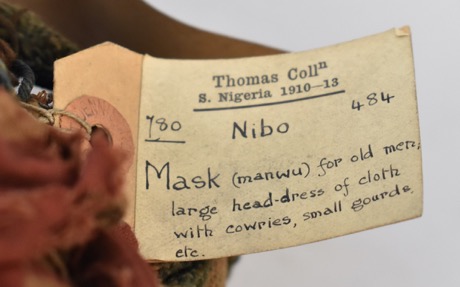 Thomas Collⁿ
S. Nigeria 1910-13
780 Nibo 484
Mask (manwu) for old men;
large head-dress of cloth
with cowries, small gourds,
etc.